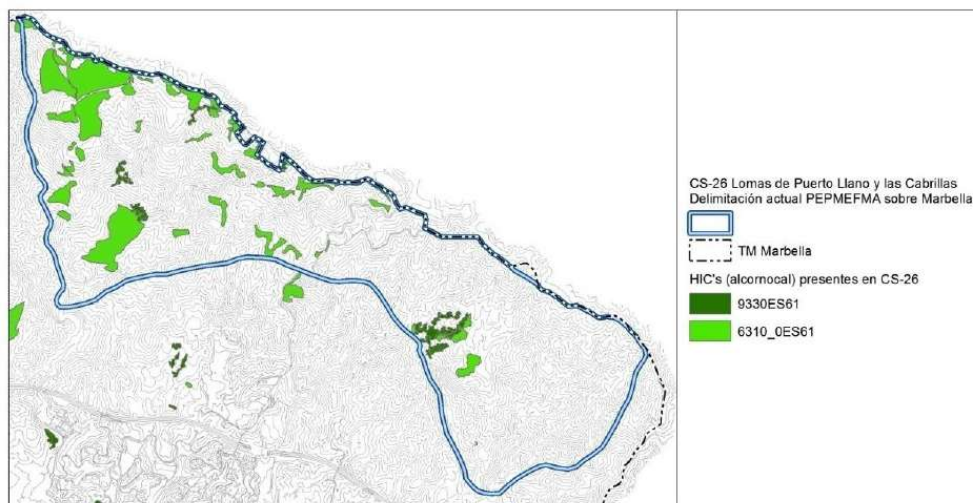 CS-26 Lomas de Puerto Llano y las Cabrillas
Delimitación actual PEPMEFMA sobre Marbella
TM Marbella
HIC's (alcornocal) presentes en CS-26
9330ES61
6310_0ES61